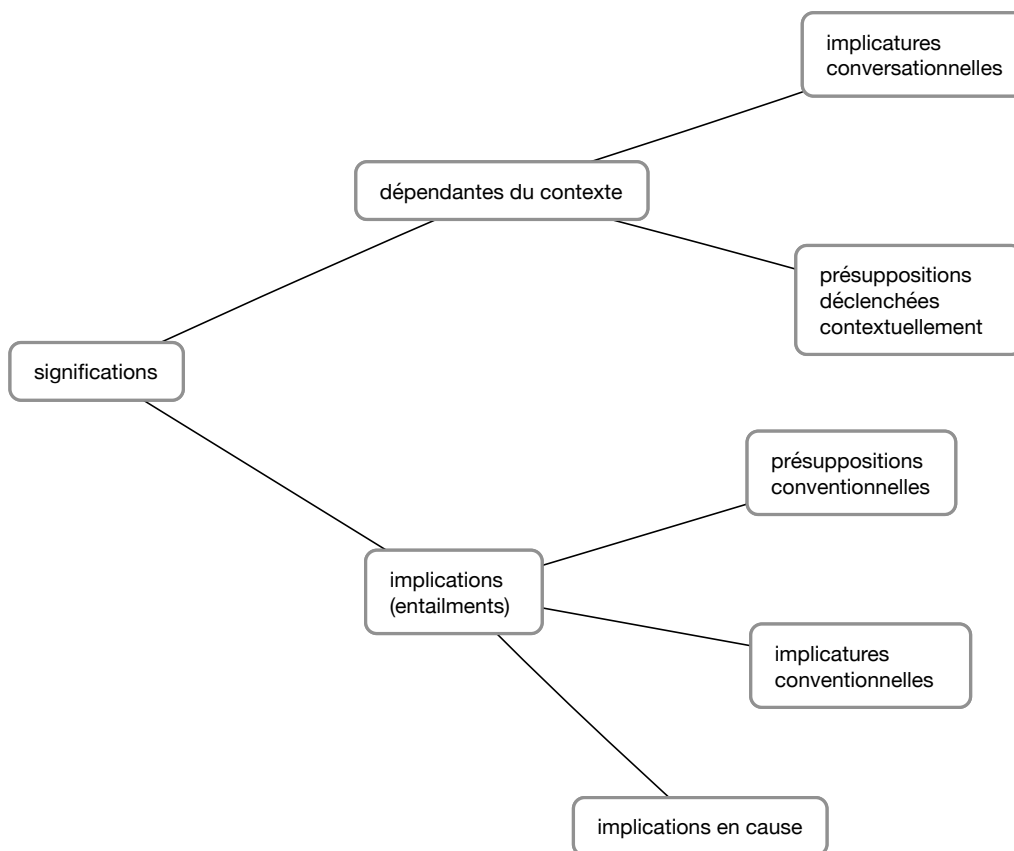 implicatures
conversationnelles
dépendantes du contexte
présuppositions
déclenchées
contextuellement
significations
présuppositions
conventionnelles
implications
(entailments)
implicatures
conventionnelles
implications en cause